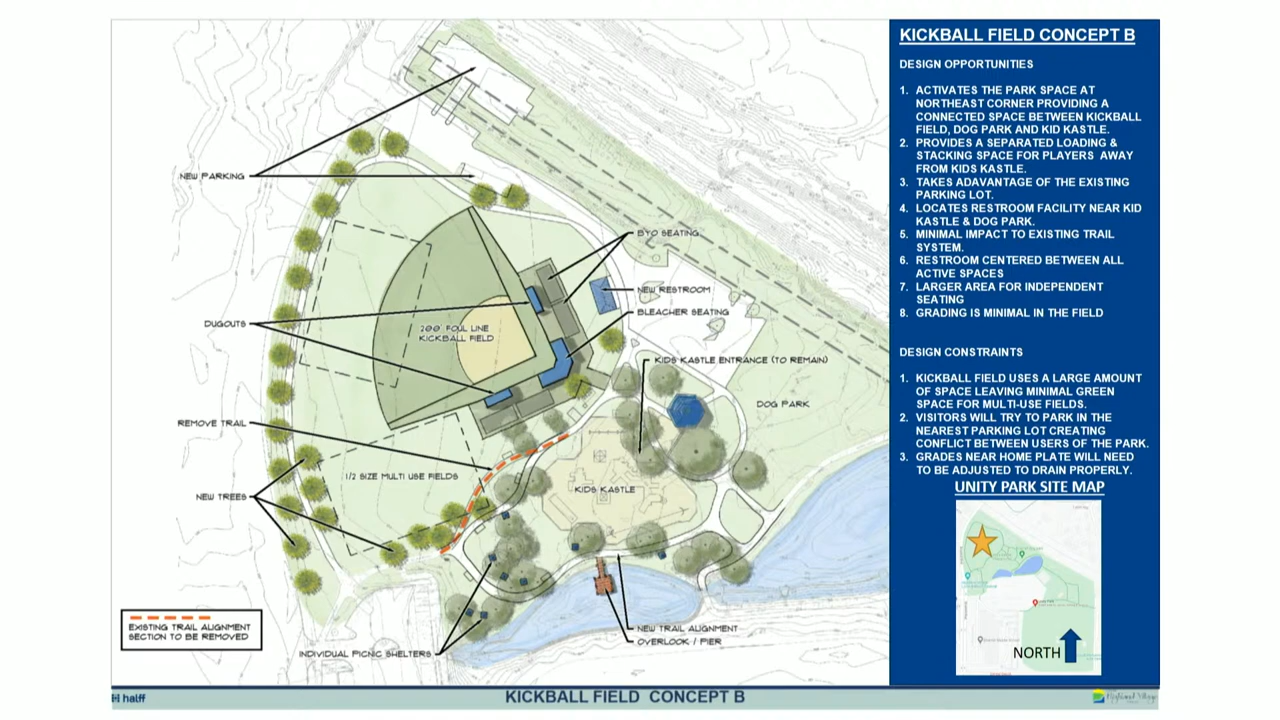 KICKBALL FIELD CONCEPT B
DESIGN OPPORTUNITIES
1. ACTIVATES THE PARK SPACE AT
NORTHEAST CORNER PROVIDING A
CONNECTED SPACE BETWEEN KICKBALL
FIELD, DOG PARK AND KID KASTLE.
2. PROVIDES A SEPARATED LOADING &
STACKING SPACE FOR PLAYERS AWAY
FROM KIDS KASTLE.
3. TAKES ADAVANTAGE OF THE EXISTING
PARKING LOT.
4. LOCATES RESTROOM FACILITY NEAR KID
KASTLE & DOG PARK.
5. MINIMAL IMPACT TO EXISTING TRAIL
SYSTEM.
6. RESTROOM CENTERED BETWEEN ALL
ACTIVE SPACES
7. LARGER AREA FOR INDEPENDENT
SEATING
8. GRADING IS MINIMAL IN THE FIELD
DESIGN CONSTRAINTS
1. KICKBALL FIELD USES A LARGE AMOUNT
OF SPACE LEAVING MINIMAL GREEN
SPACE FOR MULTI-USE FIELDS.
2. VISITORS WILL TRY TO PARK IN THE
NEAREST PARKING LOT CREATING
CONFLICT BETWEEN USERS OF THE PARK.
3. GRADES NEAR HOME PLATE WILL NEED
TO BE ADJUSTED TO DRAIN PROPERLY.
UNITY PARK SITE MAP
NORTH
NEW PARKING
BYO SEATING
NEW RESTROOM
BLEACHER SEATING
DUGOUTS
200' FOUL LINE
KICKBALL FIELD
KIDS KASTLE ENTRANCE (TO REMAIN)
DOG PARK
REMOVE TRAIL
1/2 SIZE MULTI USE FIELDS
KIDS KASTLE
NEW TREES
EXISTING TRAIL ALIGNMENT
SECTION TO BE REMOVED
NEW TRAIL ALIGNMENT
OVERLOOK / PIER
INDIVIDUAL PICNIC SHELTERS
halff
KICKBALL FIELD CONCEPT B
Highland Village